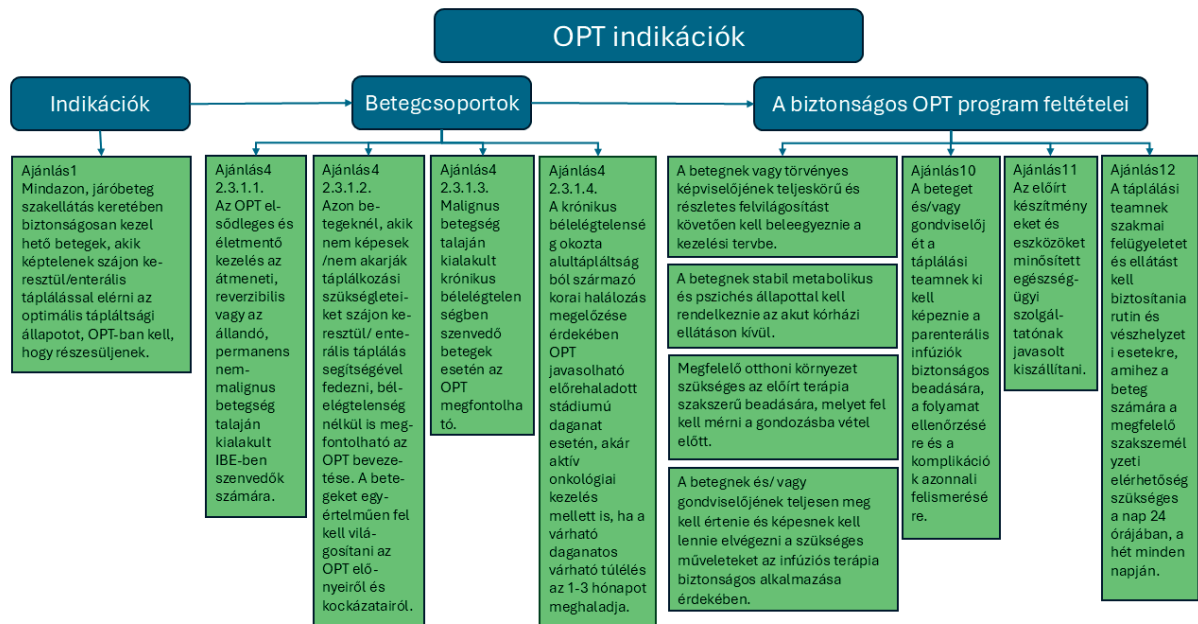 OPT indikációk
Indikációk
Betegcsoportok
A biztonságos OPT program feltételei
Ajánlás1
Mindazon, járóbeteg
szakellátás keretében
biztonságosan kezel
hető betegek, akik
képtelenek szájon ke-
resztül/enterális
táplálással elérni az
optimális tápláltsági
állapotot, OPT-ban kell,
hogy részesüljenek.
Ajánlás4
2.3.1.1.
Az OPT el-
sődleges és
életmentő
kezelés az
átmeneti,
reverzibilis
vagy az
állandó,
permanens
nem-
malignus
betegség
talaján
kialakult
IBE-ben
szenvedők
számára.
Ajánlás4
2.3.1.2.
Azon be-
tegeknél, akik
nem képesek
/nem akarják
táplálkozási
szükségletei-
ket szájon ke-
resztül/ ente-
rális táplálás
segítségével
fedezni, bél-
elégtelenség
nélkül is meg-
fontolható az
OPT beveze-
tése. A bete-
geket egy-
értelműen fel
kell vilá-
gosítani az
OPT elő-
nyeiről és
kockázatairól.
Ajánlás4
2.3.1.3.
Malignus
betegség
talaján
kialakult
krónikus
bélelégtelen
ségben
szenvedő
betegek
esetén az
OPT
megfontolha
tó.
Ajánlás4
2.3.1.4.
A krónikus
bélelégtelensé
g okozta
alultápláltság
ból származó
korai halálozás
megelőzése
érdekében
OPT
javasolható
előrehaladott
stádiumú
daganat
esetén, akár
aktív
onkológiai
kezelés
mellett is, ha a
várható
daganatos
várható túlélés
az 1-3 hónapot
meghaladja.
A betegnek vagy törvényes
képviselőjének teljeskörű és
részletes felvilágosítást
követően kell beleegyeznie a
kezelési tervbe.
A betegnek stabil metabolikus
és pszichés állapottal kell
rendelkeznie az akut kórházi
ellátáson kívül.
Megfelelő otthoni környezet
szükséges az előírt terápia
szakszerű beadására, melyet fel
kell mérni a gondozásba vétel
előtt.
A betegnek és/ vagy
gondviselőjének teljesen meg
kell értenie és képesnek kell
lennie elvégezni a szükséges
műveleteket az infúziós terápia
biztonságos alkalmazása
érdekében.
Ajánlás10
A beteget
és/vagy
gondviselőj
ét a
táplálási
teamnek ki
kell
képeznie a
parenterális
infúziók
biztonságos
beadására,
a folyamat
ellenőrzésé
re és a
komplikáció
k azonnali
felismerésé
re.
Ajánlás11
Az előírt
készítmény
eket és
eszközöket
minősített
egészség-
ügyi
szolgál-
tatónak
javasolt
kiszállítani.
Ajánlás12
A táplálási
teamnek
szakmai
felügyeletet
és ellátást
kell
biztosítania
rutin és
vészhelyzet
i esetekre,
amihez a
beteg
számára a
megfelelő
szakszemél
yzeti
elérhetőség
szükséges
a nap 24
órájában, a
hét minden
napján.